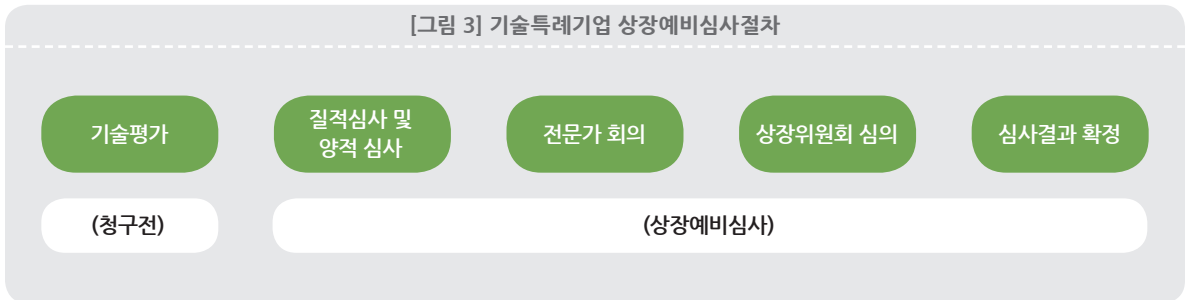 [그림 3] 기술특례기업 상장예비심사절차
기술평가
질적심사 및
양적 심사
전문가 회의
상장위원회 심의
심사결과 확정
(청구전)
(상장예비심사)